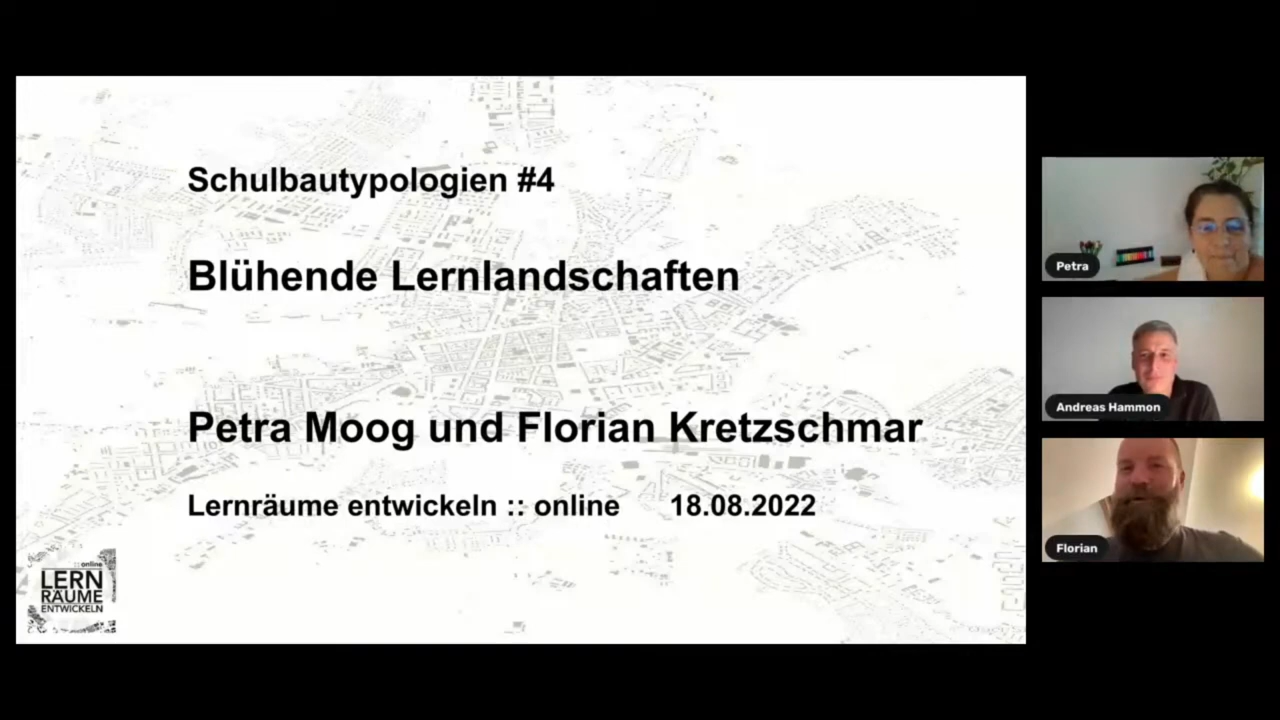 Schulbautypologien #4
Blühende Lernlandschaften
Petra Moog und Florian Kretzschmar
Lernräume entwickeln :: online 18.08.2022
:: online
LERN
RÄUME
ENTWICKELN
Petra
Andreas Hammon
Florian